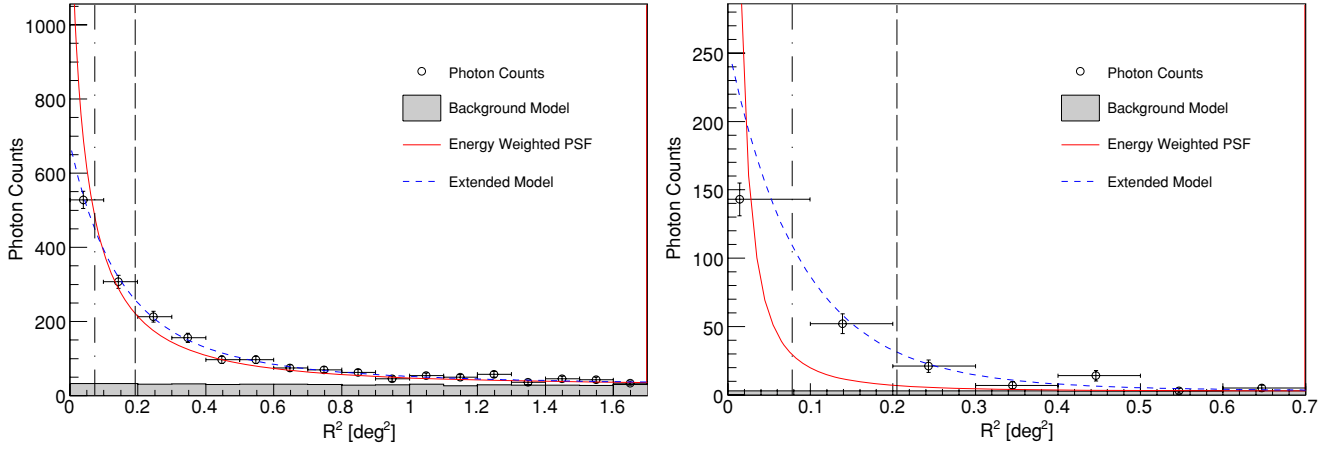 Photon Counts
1000
800
600
400
200
0
Photon Counts
Background Model
Energy Weighted PSF
Extended Model
0 0.2 0.4 0.6 0.8 1 1.2 1.4 1.6
R² [deg²]
Photon Counts
250
200
150
100
50
0
Photon Counts
Background Model
Energy Weighted PSF
Extended Model
0 0.1 0.2 0.3 0.4 0.5 0.6 0.7
R² [deg²]